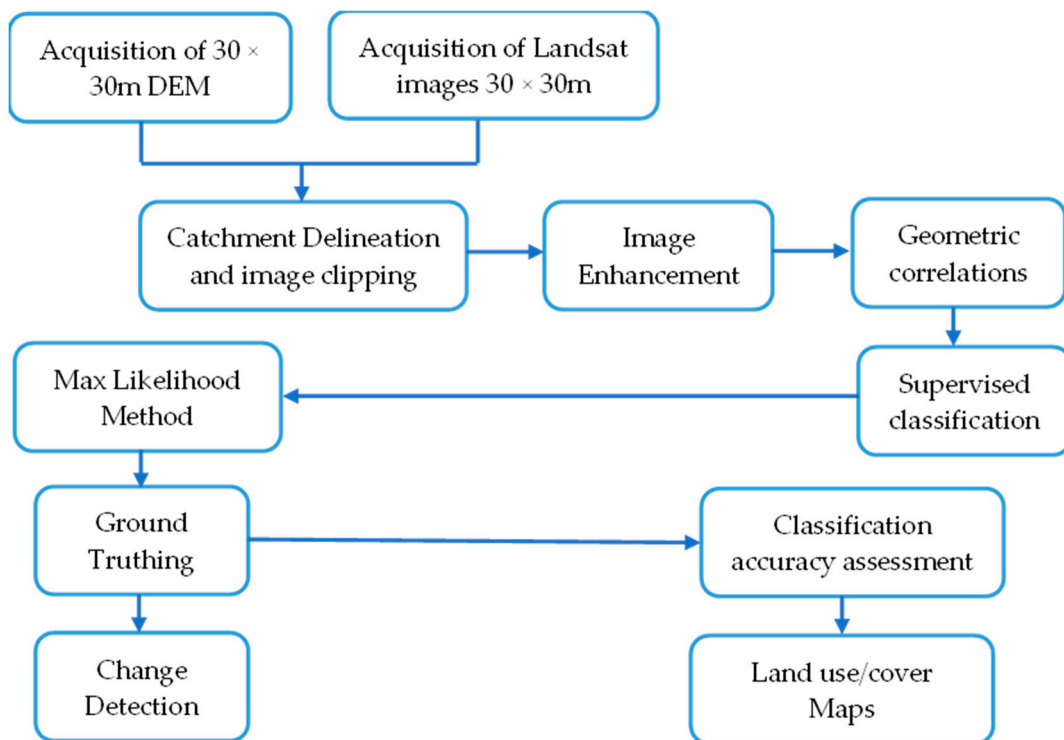 Acquisition of 30 ×
30m DEM
Acquisition of Landsat
images 30 × 30m
Catchment Delineation
and image clipping
Image
Enhancement
Geometric
correlations
Supervised
classification
Max Likelihood
Method
Ground
Truthing
Classification
accuracy assessment
Change
Detection
Land use/cover
Maps